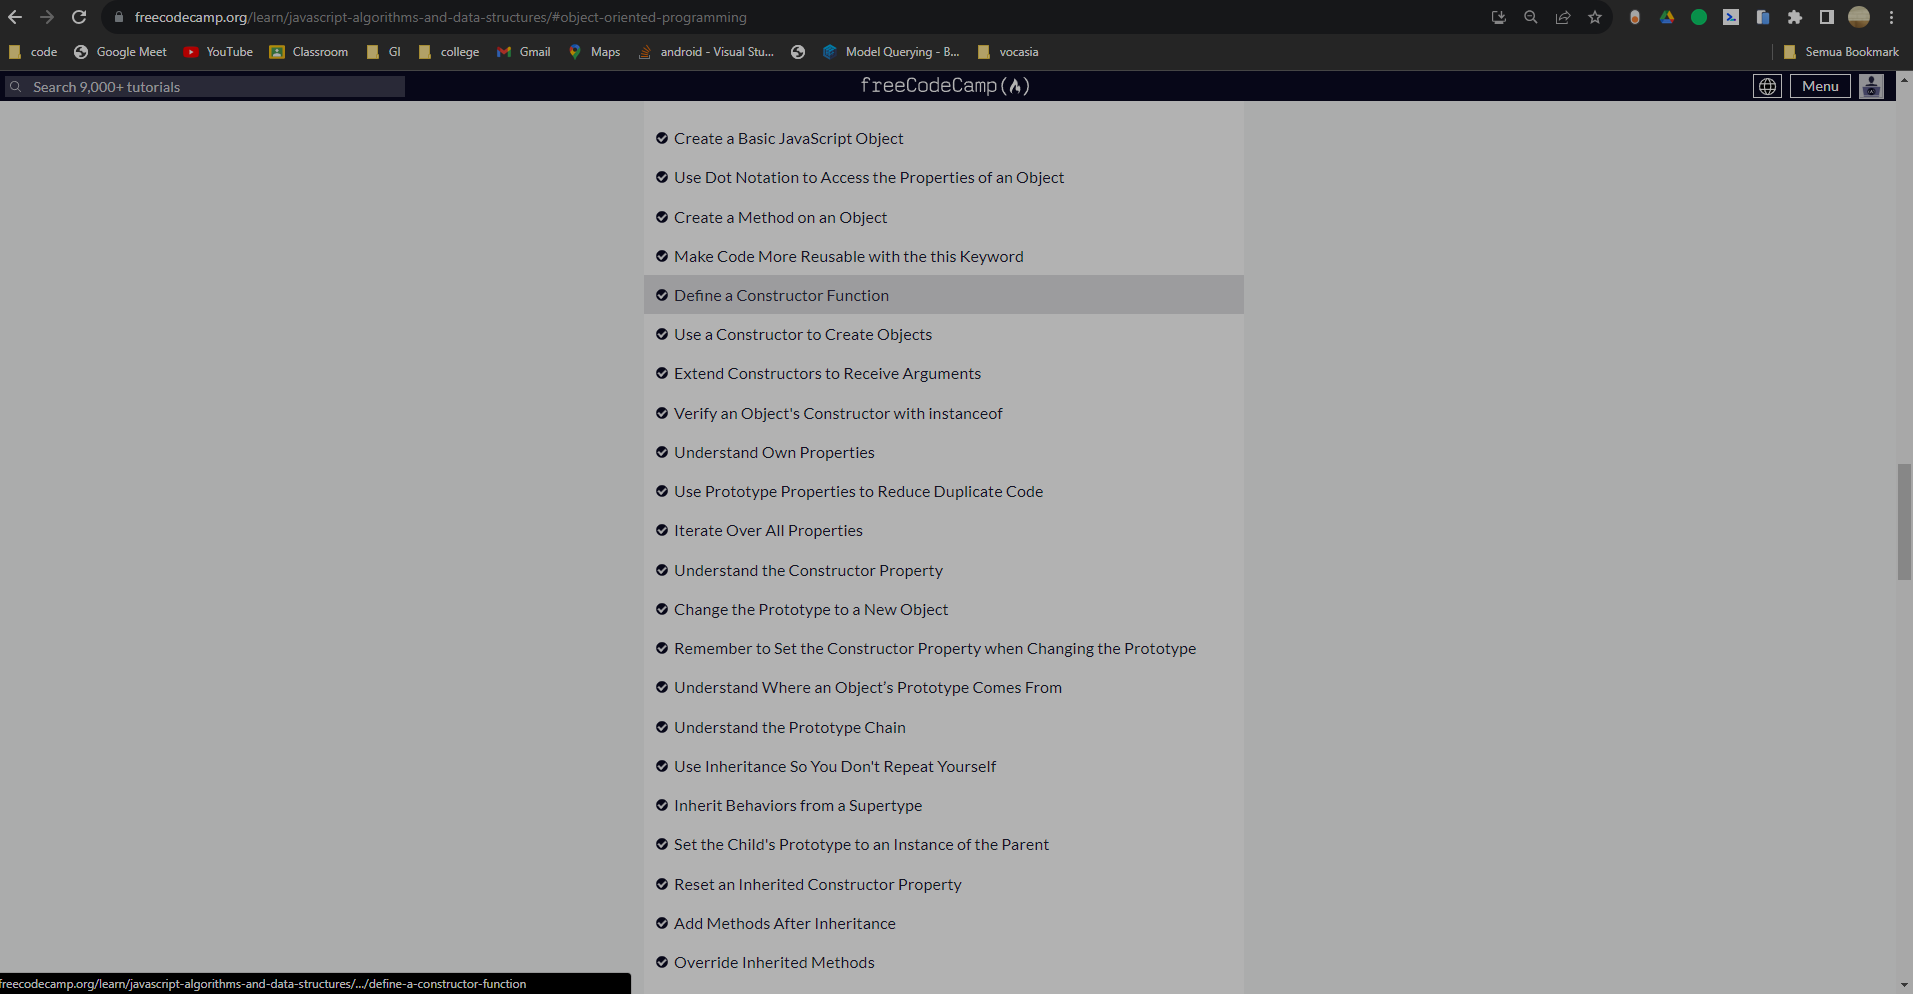 freecodecamp.org/learn/javascript-algorithms-and-data-structures/#object-oriented-programming
code Google Meet YouTube Classroom GI college Gmail Maps android - Visual Stu... Model Querying - B... vocasia Semua Bookmark
Search 9,000+ tutorials freeCodeCamp Menu
Create a Basic JavaScript Object
Use Dot Notation to Access the Properties of an Object
Create a Method on an Object
Make Code More Reusable with the this Keyword
Define a Constructor Function
Use a Constructor to Create Objects
Extend Constructors to Receive Arguments
Verify an Object's Constructor with instanceof
Understand Own Properties
Use Prototype Properties to Reduce Duplicate Code
Iterate Over All Properties
Understand the Constructor Property
Change the Prototype to a New Object
Remember to Set the Constructor Property when Changing the Prototype
Understand Where an Object’s Prototype Comes From
Understand the Prototype Chain
Use Inheritance So You Don't Repeat Yourself
Inherit Behaviors from a Supertype
Set the Child's Prototype to an Instance of the Parent
Reset an Inherited Constructor Property
Add Methods After Inheritance
Override Inherited Methods
freecodecamp.org/learn/javascript-algorithms-and-data-structures/.../define-a-constructor-function